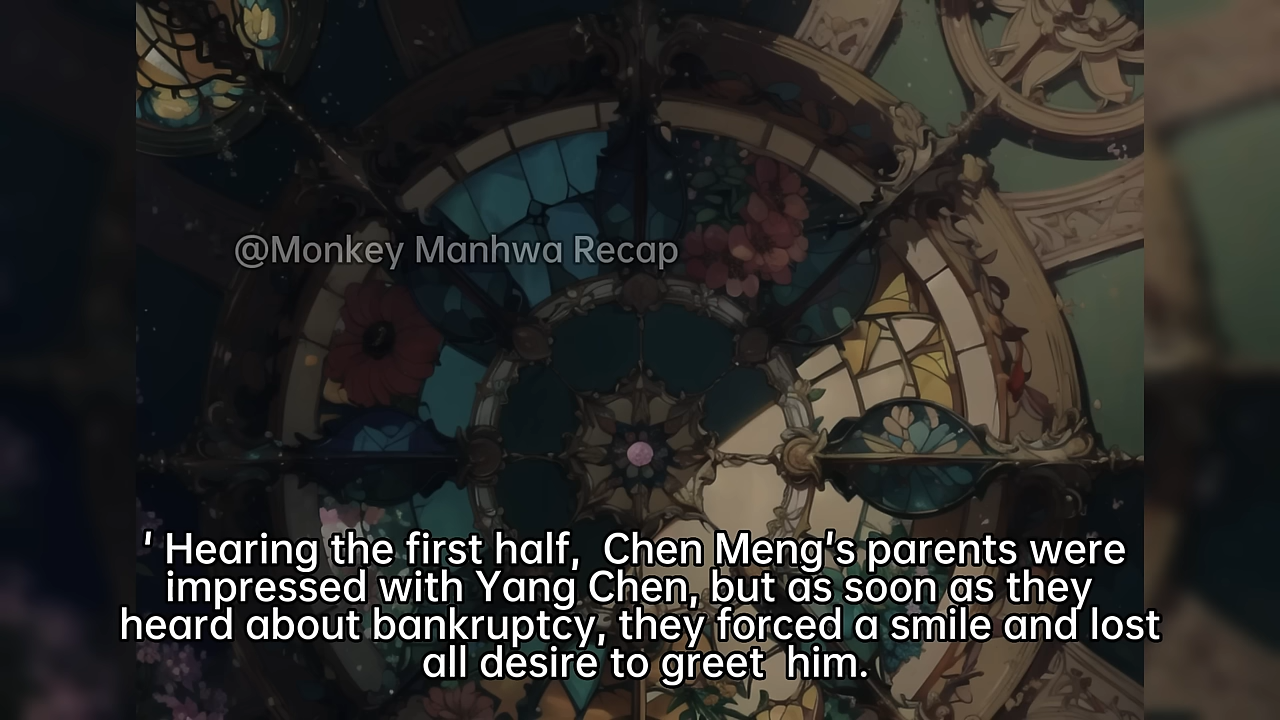 @Monkey Manhwa Recap
' Hearing the first half,  Chen Meng's parents were
impressed with Yang Chen, but as soon as they
heard about bankruptcy, they forced a smile and lost
all desire to greet  him.